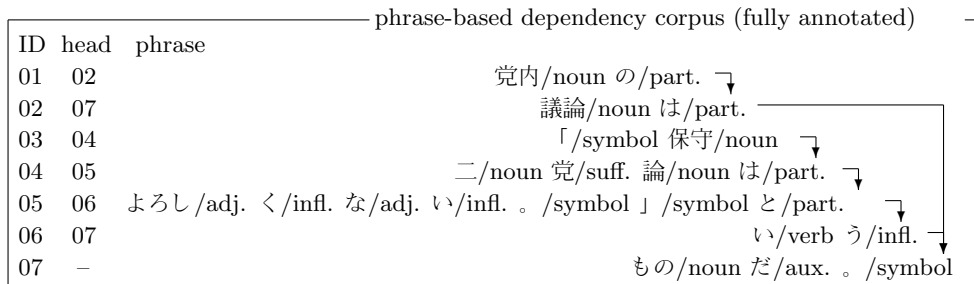 phrase-based dependency corpus (fully annotated)
ID head phrase
01 02 党内/noun の/part.
02 07 議論/noun は/part.
03 04 「/symbol 保守/noun
04 05 二/noun 党/suff. 論/noun は/part.
05 06 よろし/adj. く/infl. な/adj. い/infl. 。/symbol 」/symbol と/part.
06 07 い/verb う/infl.
07 – もの/noun だ/aux. 。/symbol